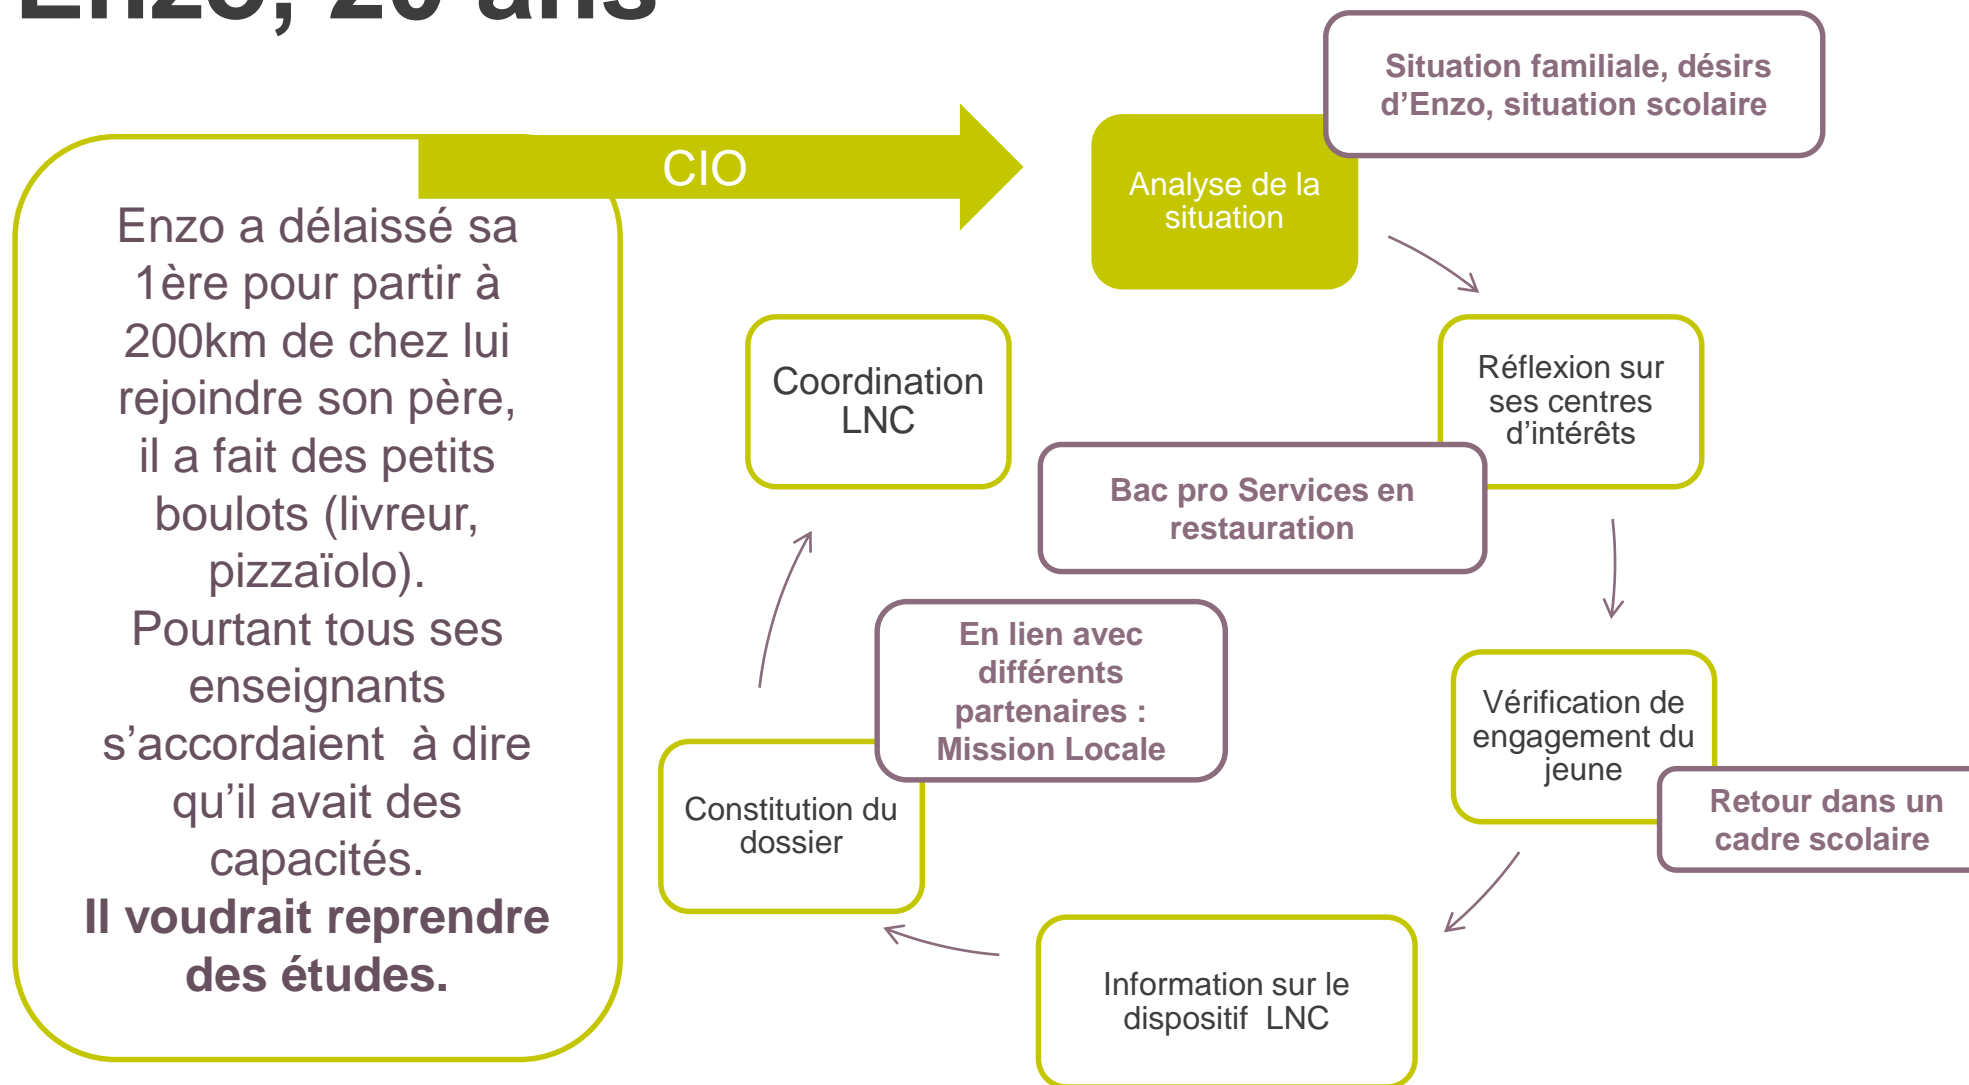 Enzo, 20 ans
CIO
Enzo a délaissé sa
1ère pour partir à
200km de chez lui
rejoindre son père,
il a fait des petits
boulots (livreur,
pizzaïolo).
Pourtant tous ses
enseignants
s’accordaient  à dire
qu’il avait des
capacités.
Il voudrait reprendre
des études.
Situation familiale, désirs
d’Enzo, situation scolaire
Analyse de la
situation
Réflexion sur
ses centres
d’intérêts
Bac pro Services en
restauration
Vérification de
engagement du
jeune
Retour dans un
cadre scolaire
Information sur le
dispositif  LNC
Constitution du
dossier
En lien avec
différents
partenaires :
Mission Locale
Coordination
LNC